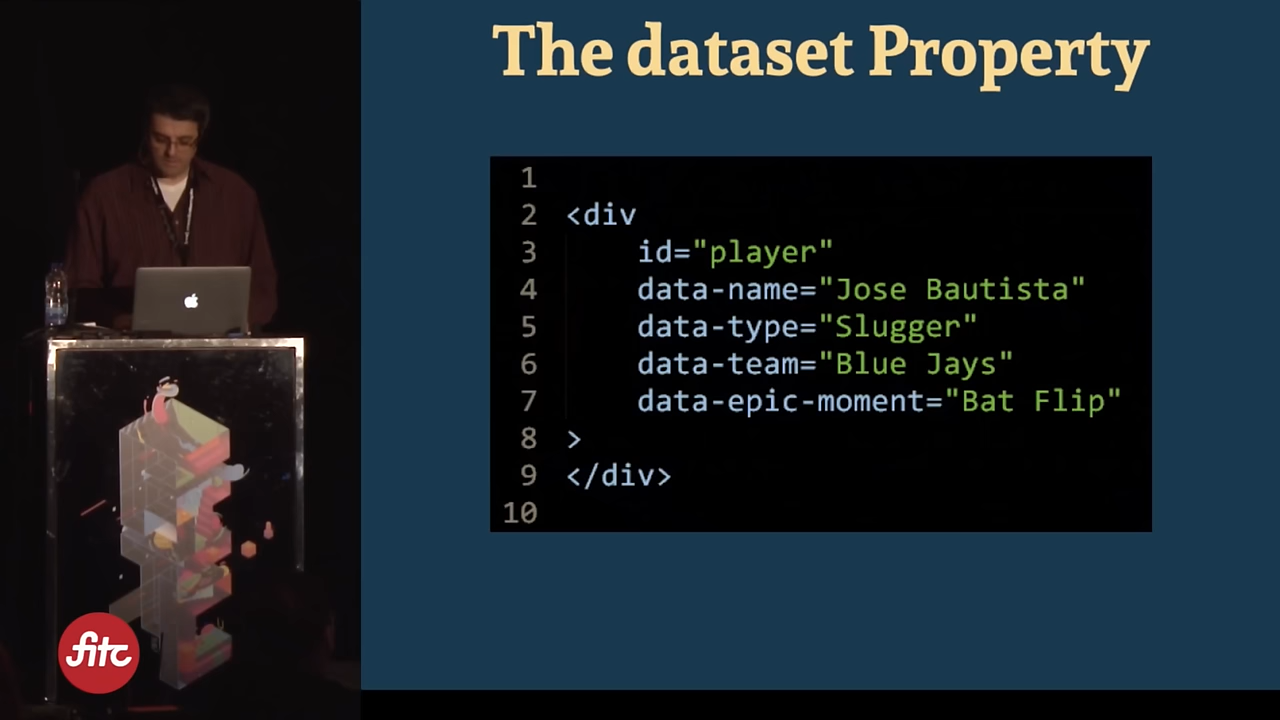 The dataset Property
1
2 <div
3 id="player"
4 data-name="Jose Bautista"
5 data-type="Slugger"
6 data-team="Blue Jays"
7 data-epic-moment="Bat Flip"
8 >
9 </div>
10
fitc